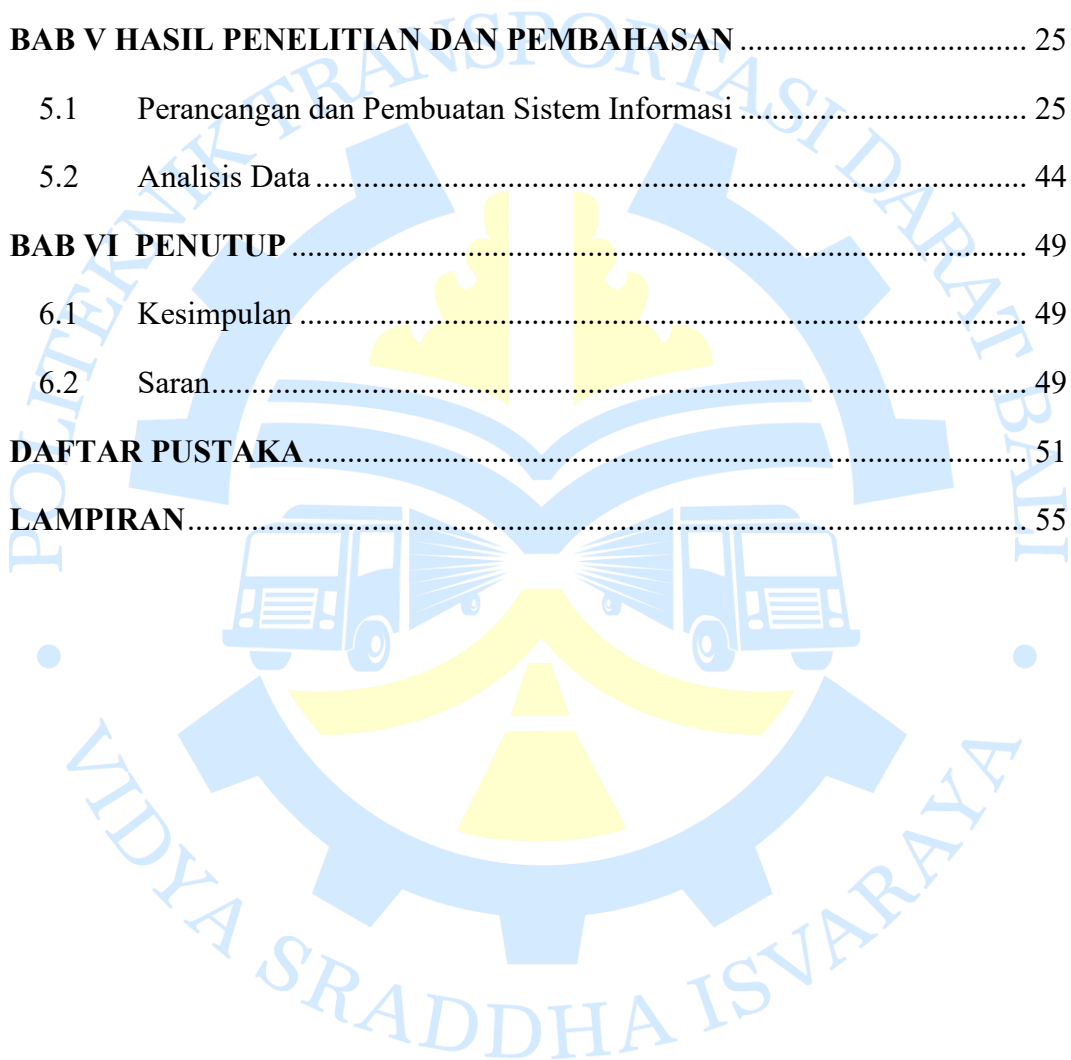 BAB V HASIL PENELITIAN DAN PEMBAHASAN .................................... 25
5.1 Perancangan dan Pembuatan Sistem Informasi .................................... 25
5.2 Analisis Data .................................... 44
BAB VI  PENUTUP .................................... 49
6.1 Kesimpulan .................................... 49
6.2 Saran .................................... 49
DAFTAR PUSTAKA .................................... 51
LAMPIRAN .................................... 55
POLITEKNIK TRANSPORTASI DARAT BALI
• VIDYA SRADDHA ISVARAYA •